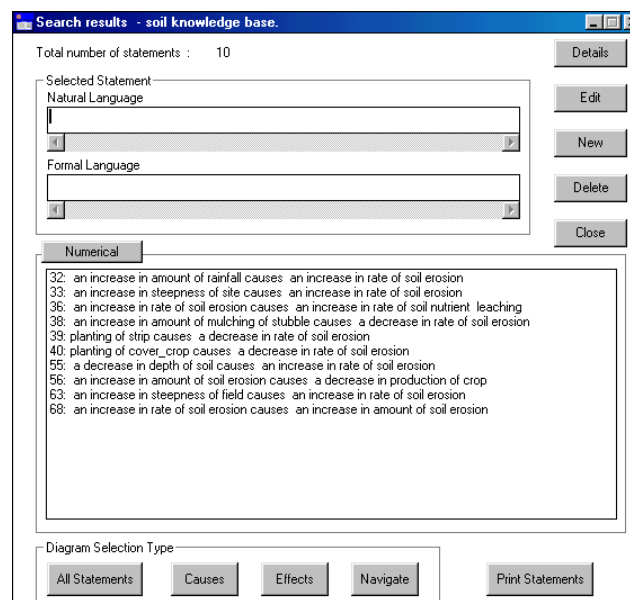 Search results - soil knowledge base.
Total number of statements : 10
Details
Selected Statement
Natural Language
Edit
New
Formal Language
Delete
Close
Numerical
32: an increase in amount of rainfall causes an increase in rate of soil erosion
33: an increase in steepness of site causes an increase in rate of soil erosion
36: an increase in rate of soil erosion causes an increase in rate of soil nutrient leaching
38: an increase in amount of mulching of stubble causes a decrease in rate of soil erosion
39: planting of strip causes a decrease in rate of soil erosion
40: planting of cover_crop causes a decrease in rate of soil erosion
55: a decrease in depth of soil causes an increase in rate of soil erosion
56: an increase in amount of soil erosion causes a decrease in production of crop
63: an increase in steepness of field causes an increase in rate of soil erosion
68: an increase in rate of soil erosion causes an increase in amount of soil erosion
Diagram Selection Type
All Statements Causes Effects Navigate Print Statements